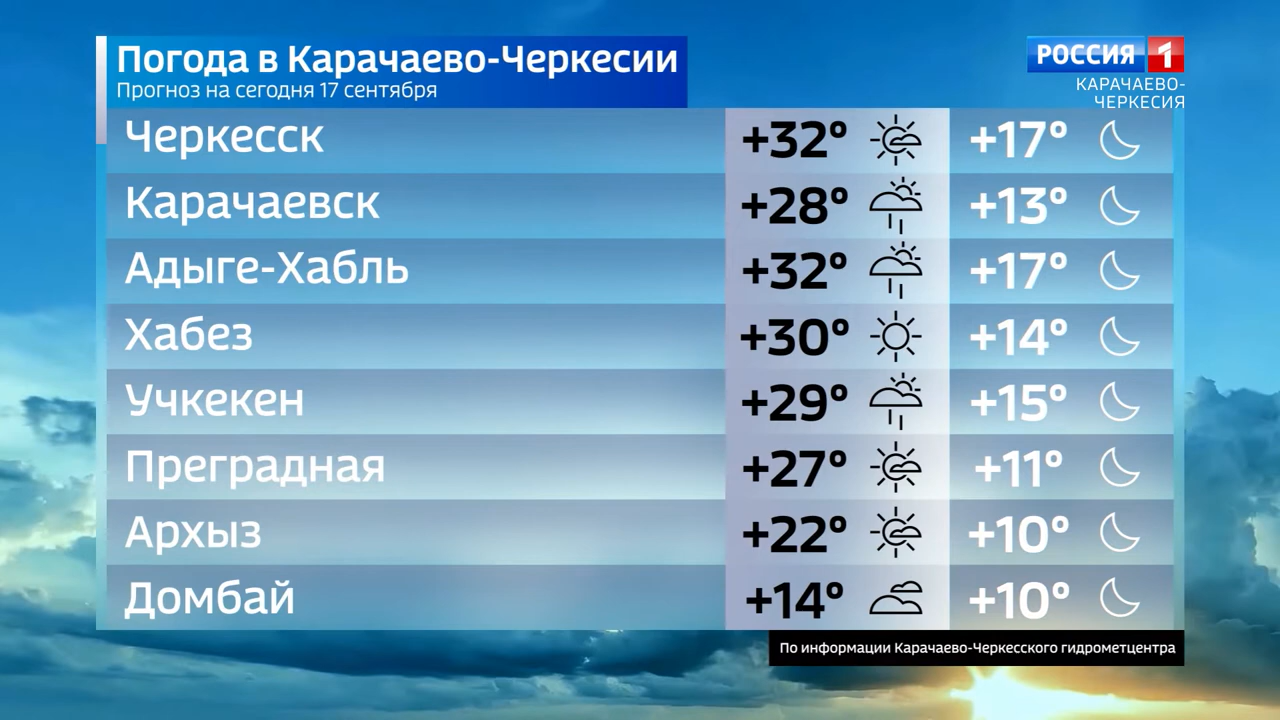 Погода в Карачаево-Черкесии
Прогноз на сегодня 17 сентября
РОССИЯ 1
КАРАЧАЕВО-
ЧЕРКЕСИЯ
Черкесск +32° +17°
Карачаевск +28° +13°
Адыге-Хабль +32° +17°
Хабез +30° +14°
Учкекен +29° +15°
Преградная +27° +11°
Архыз +22° +10°
Домбай +14° +10°
По информации Карачаево-Черкесского гидрометцентра